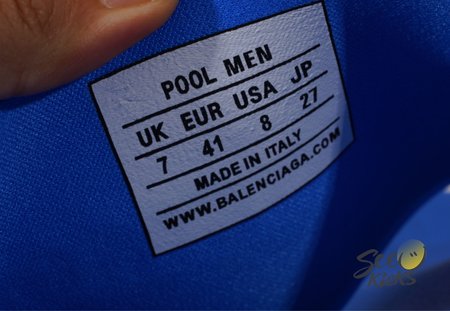 POOL MEN
UK EUR USA JP
7 41 8 27
MADE IN ITALY
WWW.BALENCIAGA.COM